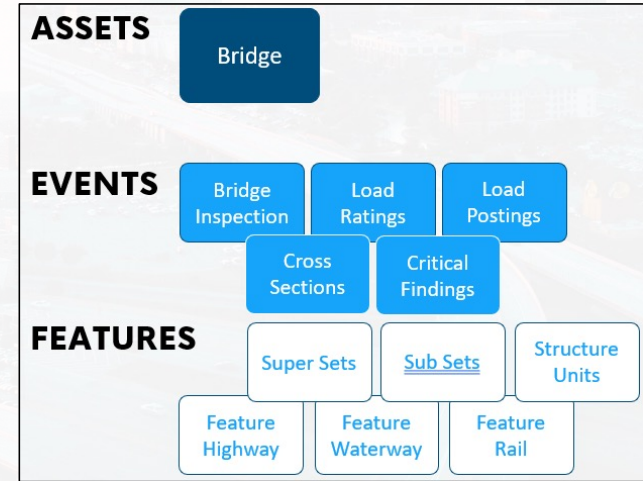 ASSETS
Bridge
EVENTS
Bridge
Inspection
Load
Ratings
Load
Postings
Cross
Sections
Critical
Findings
FEATURES
Super Sets
Sub Sets
Structure
Units
Feature
Highway
Feature
Waterway
Feature
Rail